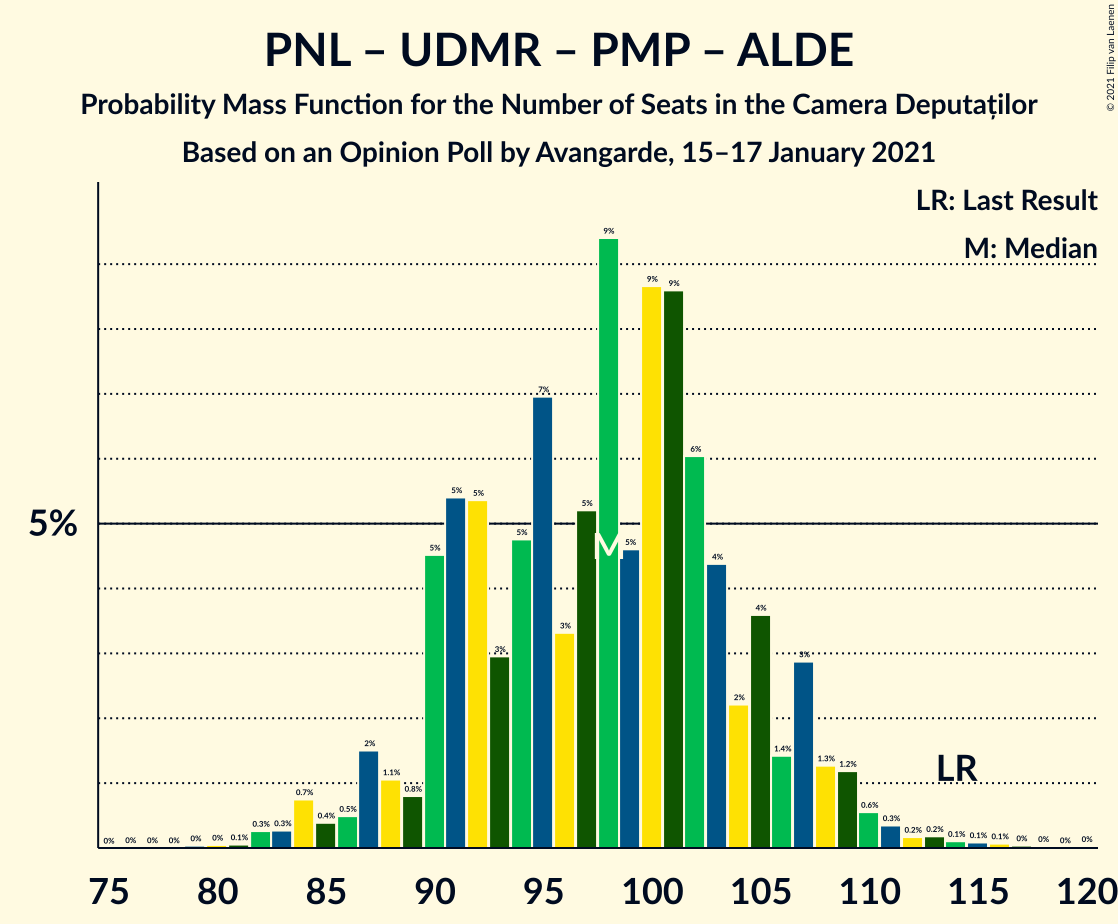 PNL – UDMR – PMP – ALDE
Probability Mass Function for the Number of Seats in the Camera Deputaților
Based on an Opinion Poll by Avangarde, 15–17 January 2021
© 2021 Filip van Laenen
LR: Last Result
M: Median
5%
0% 0% 0% 0% 0% 0% 0.1% 0.3% 0.3% 0.7% 0.4% 0.5% 2% 1.1% 0.8% 5% 5% 5% 3% 5% 7% 3% 5% 9% 5% 9% 9% 6% 4% 2% 4% 1.4% 3% 1.3% 1.2% 0.6% 0.3% 0.2% 0.2% 0.1% 0.1% 0.1% 0% 0% 0% 0%
M
LR
75 80 85 90 95 100 105 110 115 120